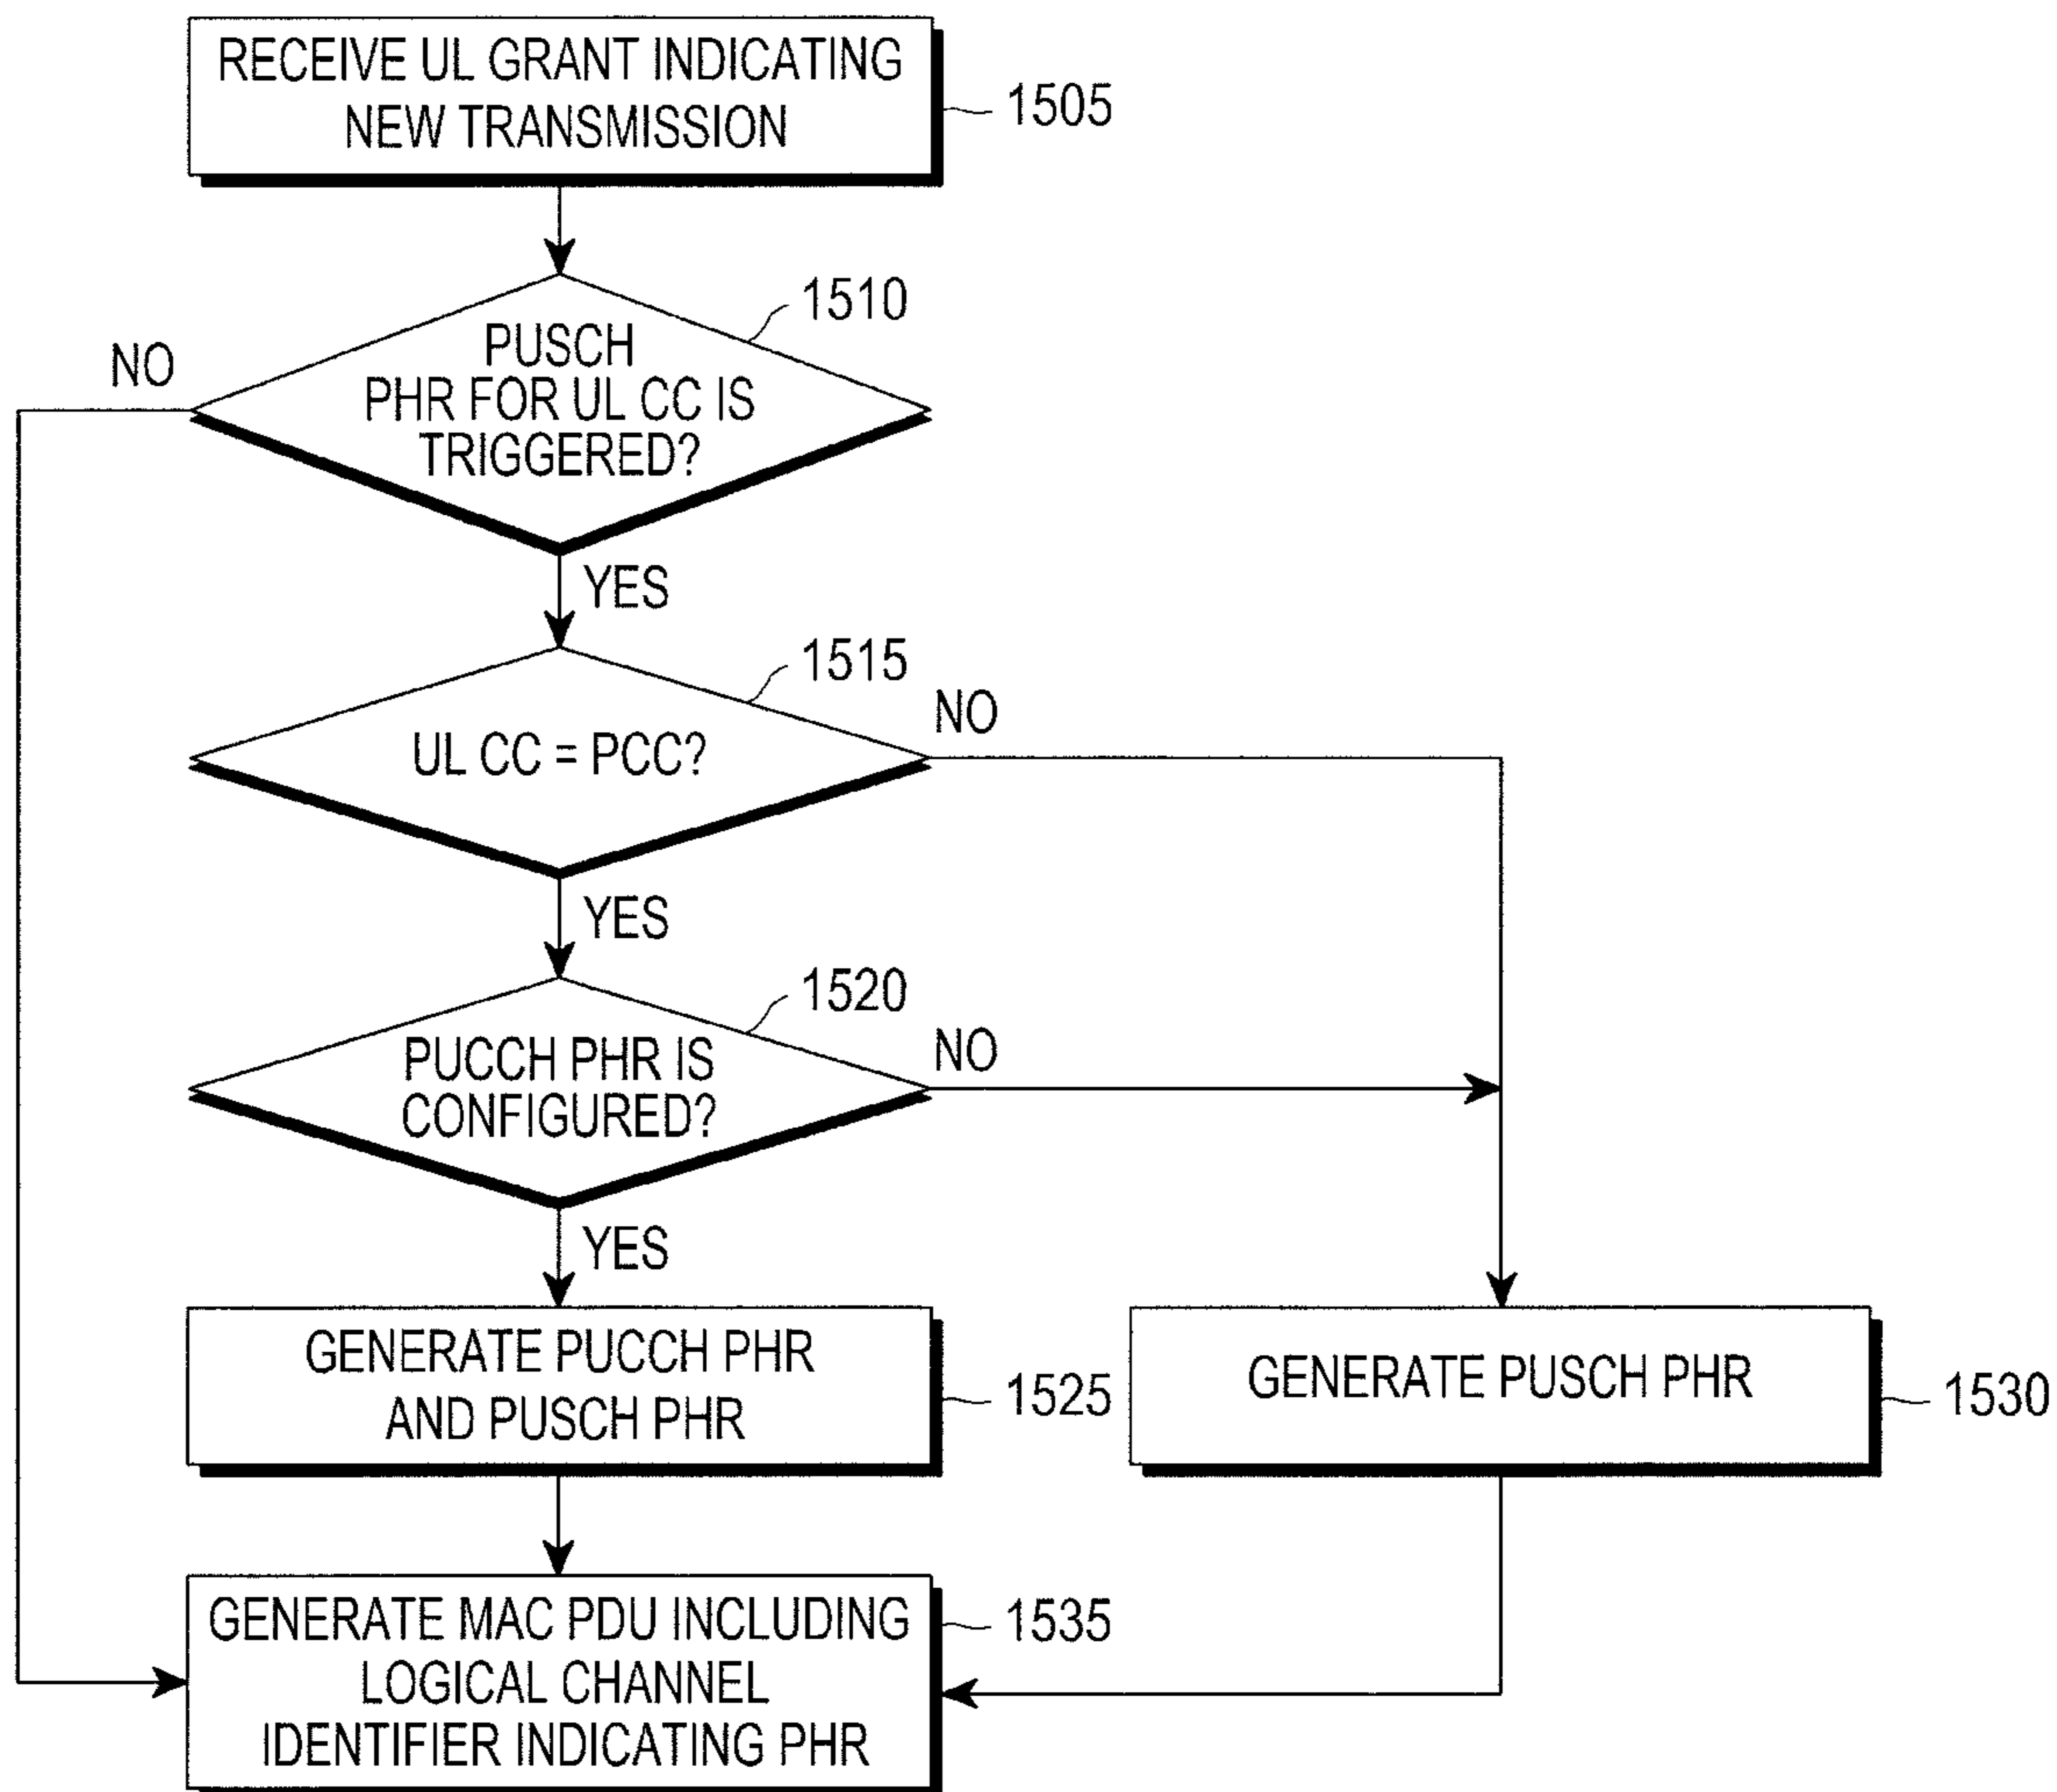 RECEIVE UL GRANT INDICATING
NEW TRANSMISSION
1505
1510
PUSCH
PHR FOR UL CC IS
TRIGGERED?
NO
YES
1515
UL CC = PCC?
NO
YES
1520
PUCCH PHR IS
CONFIGURED?
NO
YES
GENERATE PUCCH PHR
AND PUSCH PHR
1525
GENERATE PUSCH PHR
1530
GENERATE MAC PDU INCLUDING
LOGICAL CHANNEL
IDENTIFIER INDICATING PHR
1535